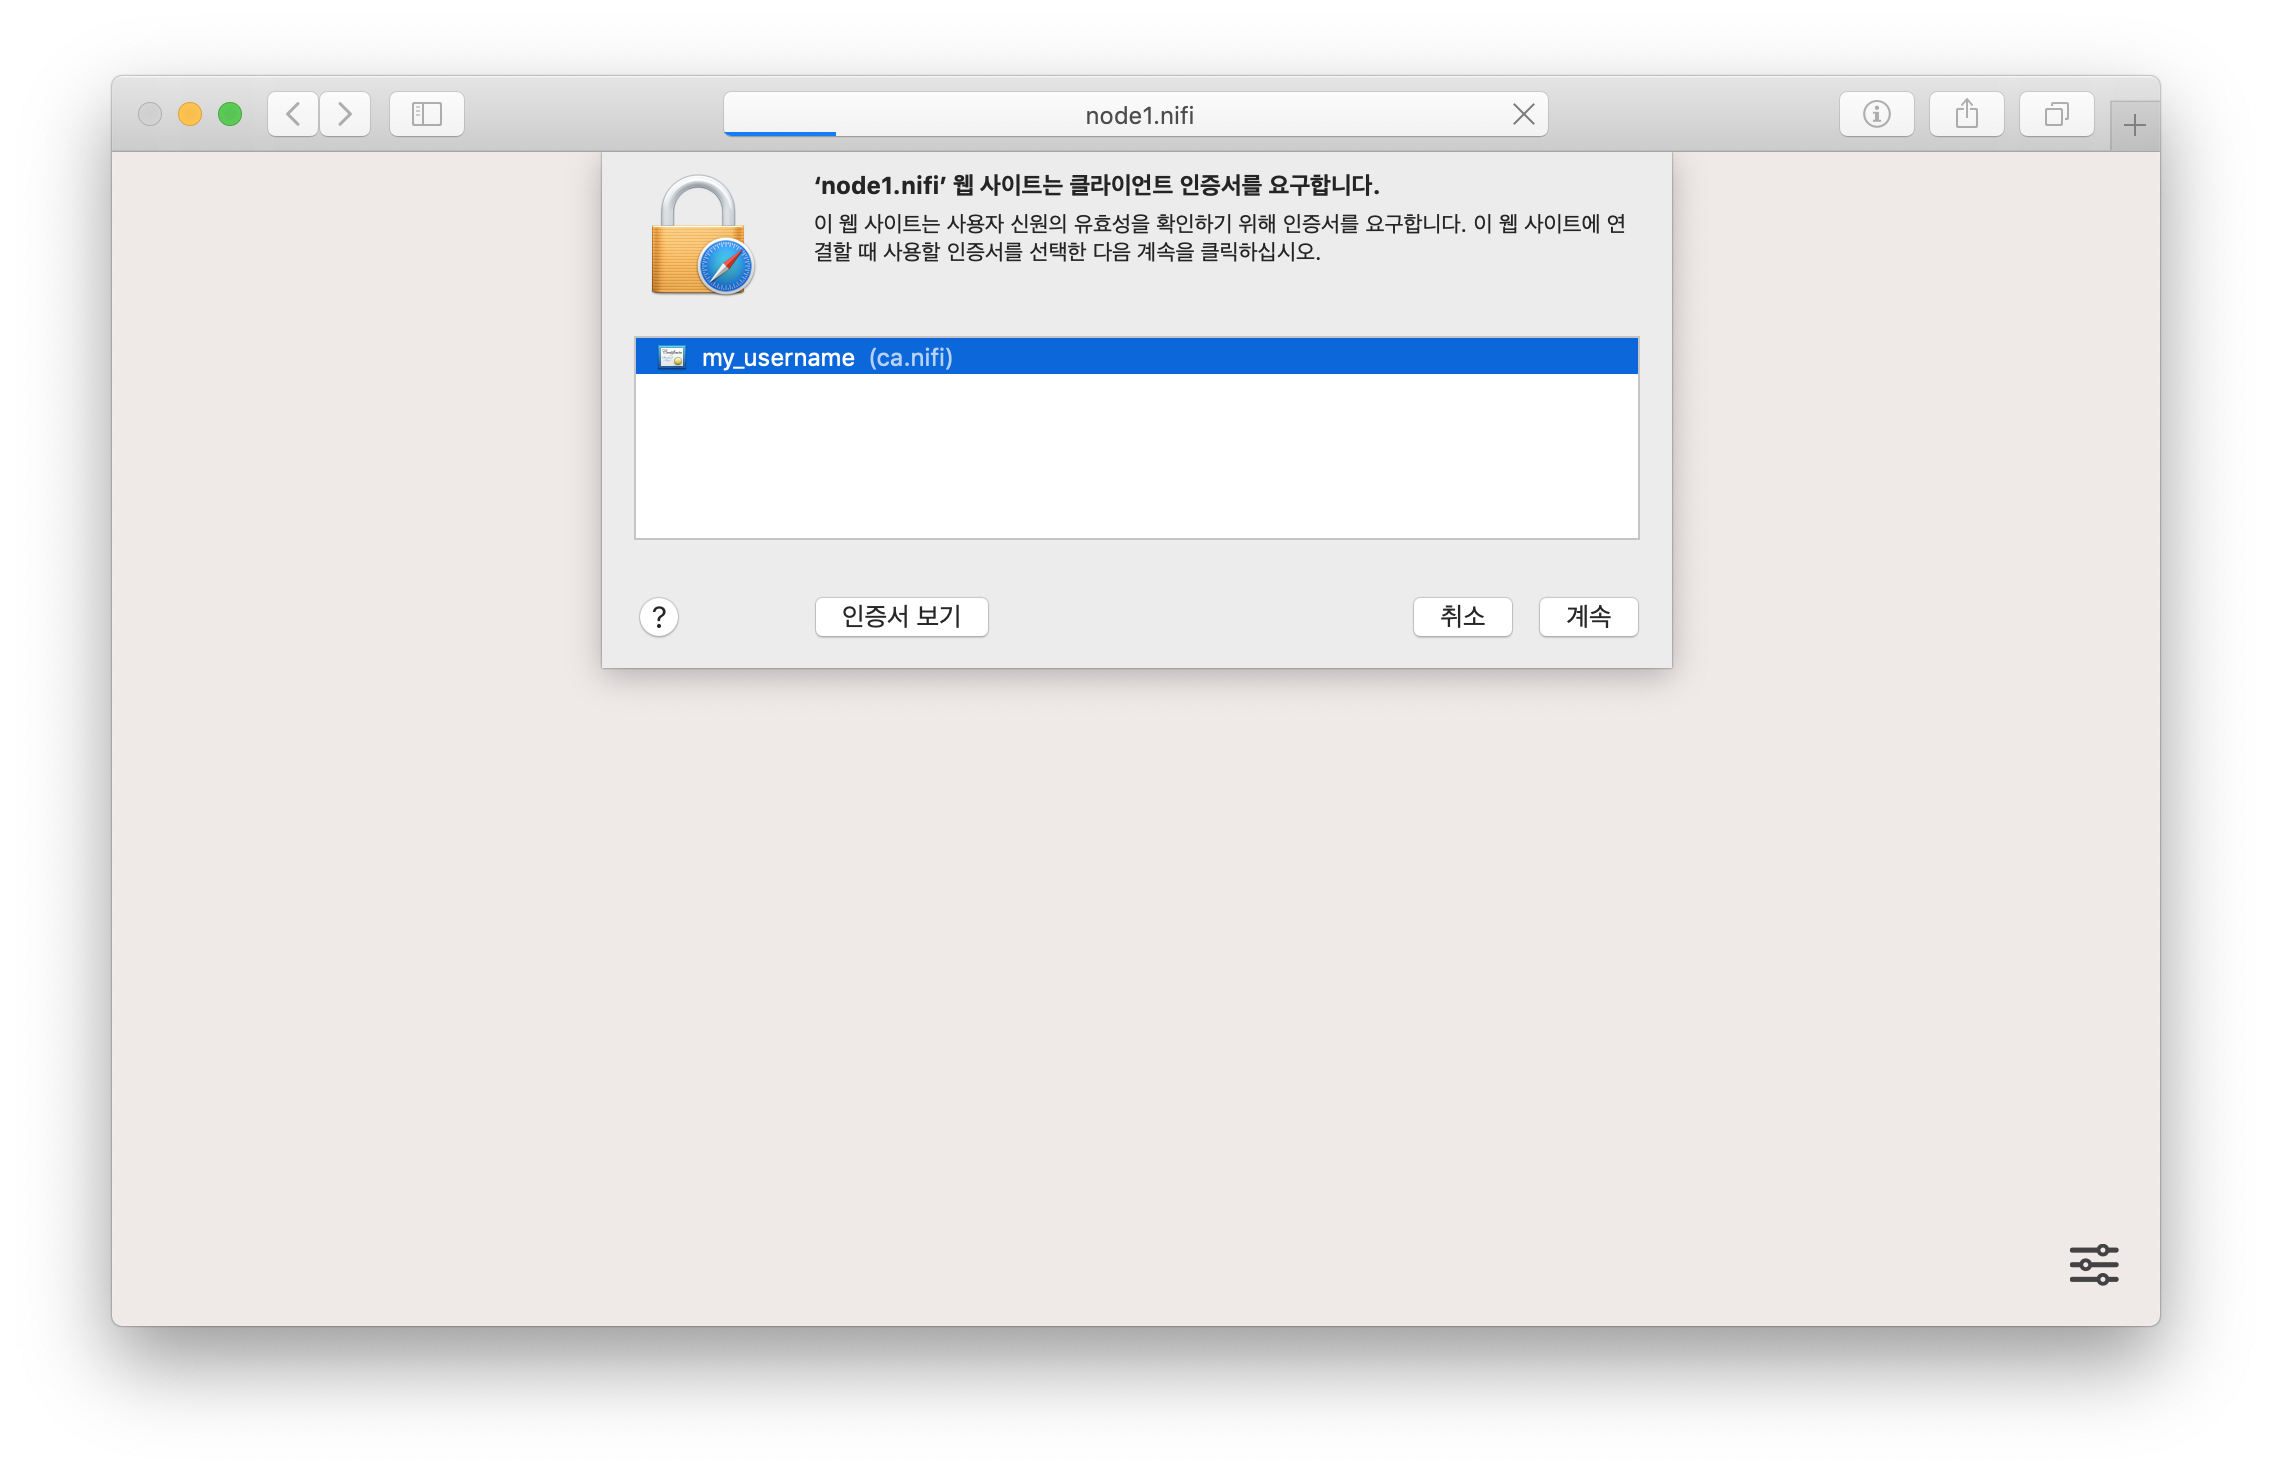 node1.nifi
‘node1.nifi’ 웹 사이트는 클라이언트 인증서를 요구합니다.
이 웹 사이트는 사용자 신원의 유효성을 확인하기 위해 인증서를 요구합니다. 이 웹 사이트에 연
결할 때 사용할 인증서를 선택한 다음 계속을 클릭하십시오.
my_username (ca.nifi)
? 인증서 보기 취소 계속